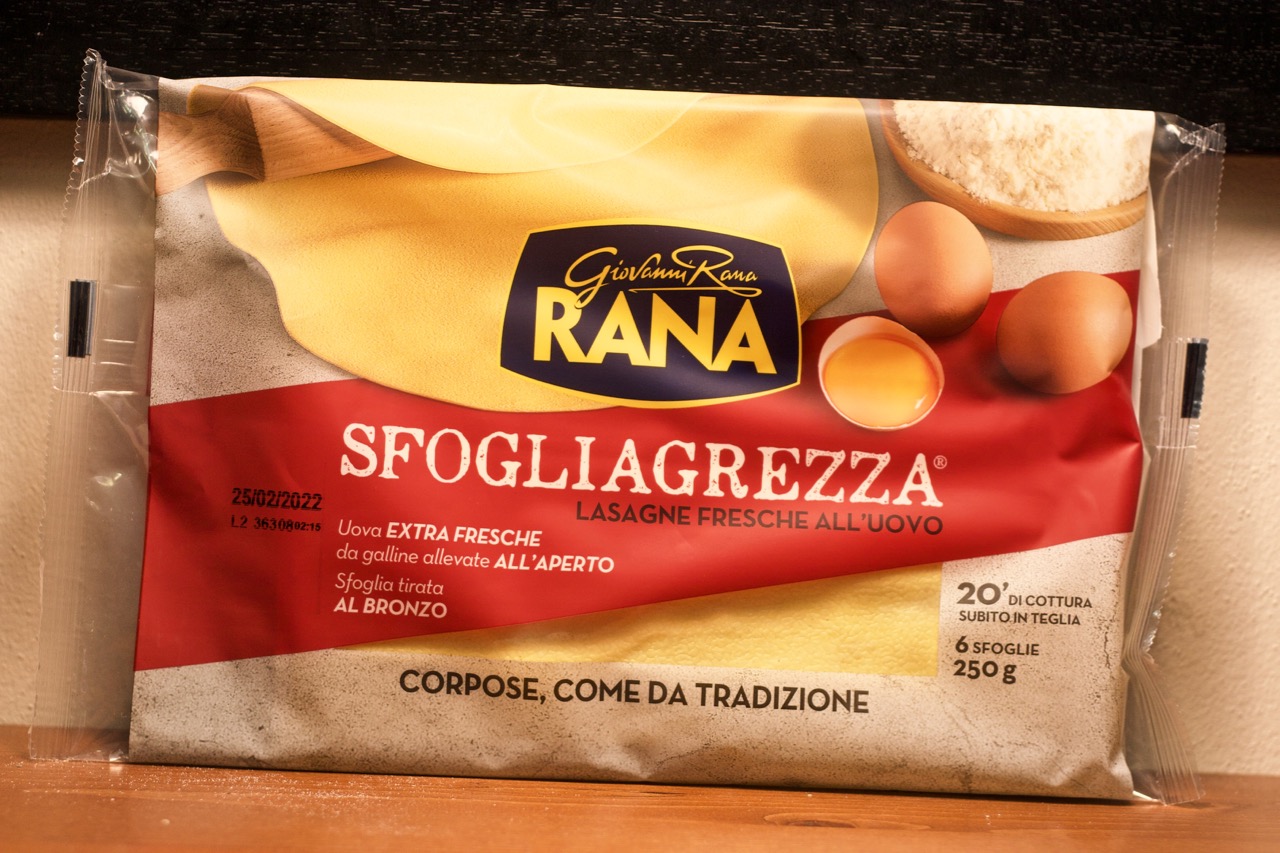 Giovanni Rana
RANA
SFOGLIAGREZZA®
LASAGNE FRESCHE ALL'UOVO
25/02/2022
L2 36308 02:15
Uova EXTRA FRESCHE
da galline allevate ALL'APERTO
Sfoglia tirata
AL BRONZO
20' DI COTTURA
SUBITO IN TEGLIA
6 SFOGLIE
250 g
CORPOSE, COME DA TRADIZIONE